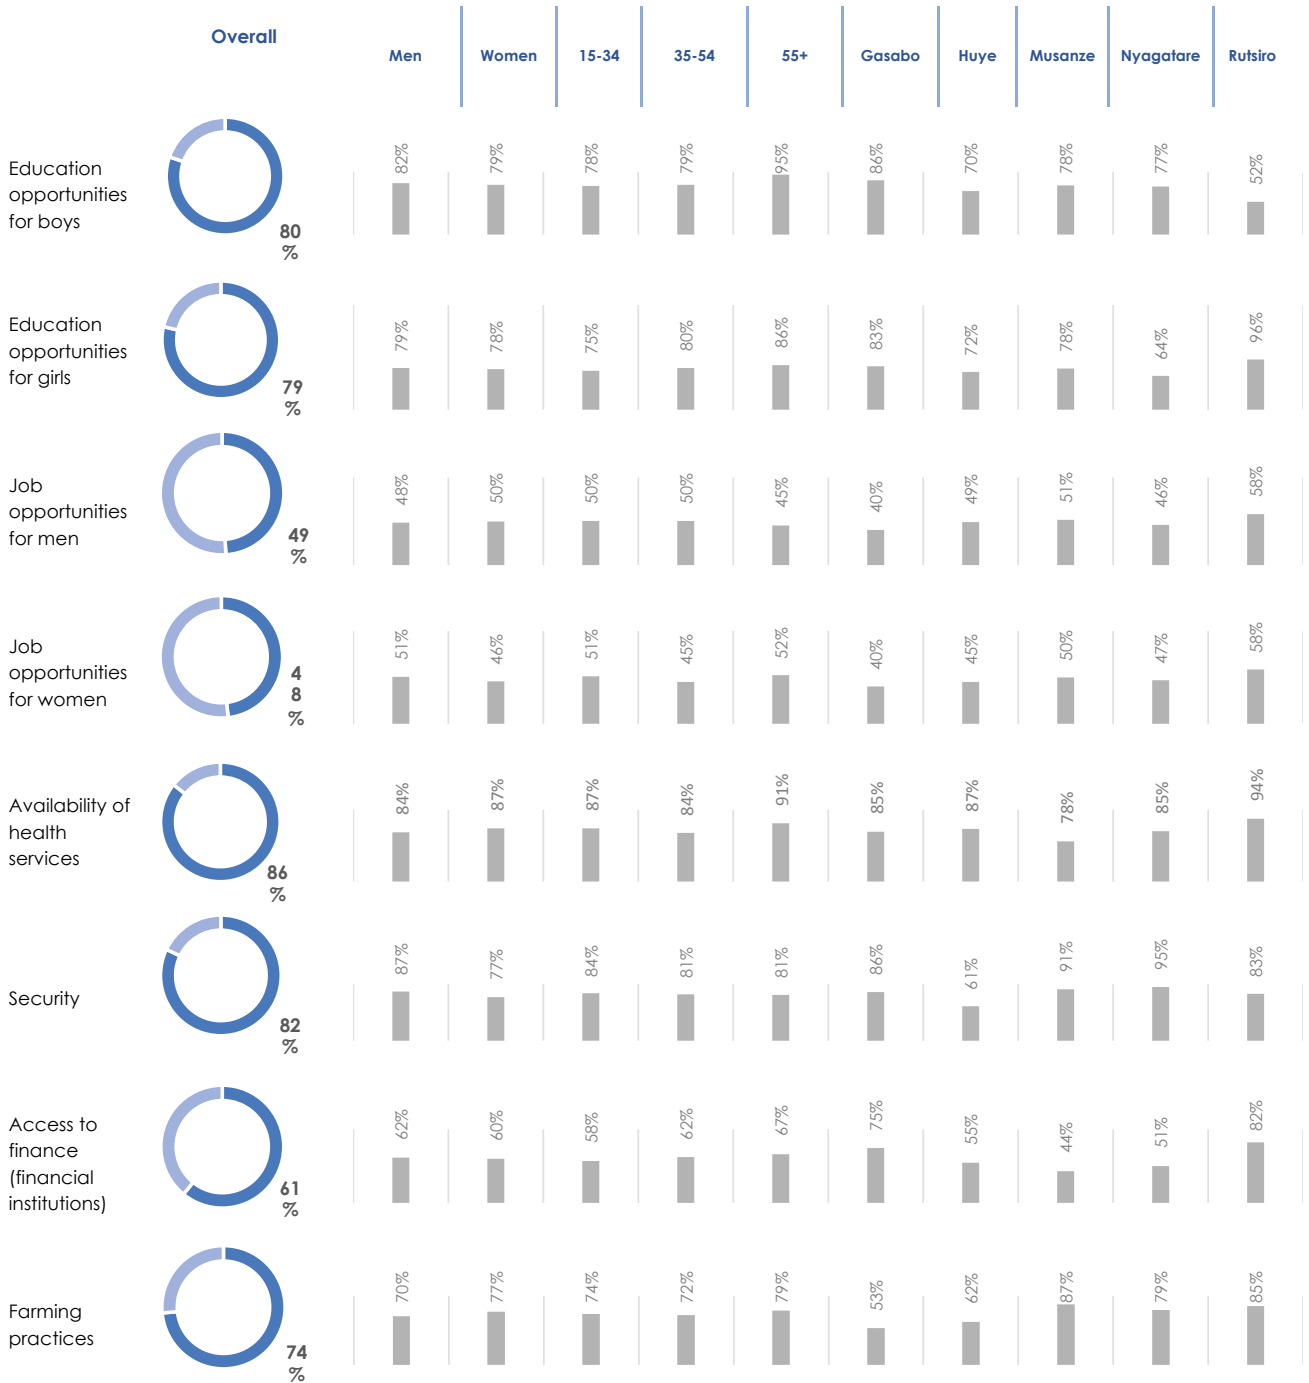 Overall
Men Women 15-34 35-54 55+ Gasabo Huye Musanze Nyagatare Rutsiro
Education
opportunities
for boys
80
%
82% 79% 78% 79% 95% 86% 70% 78% 77% 52%
Education
opportunities
for girls
79
%
79% 78% 75% 80% 86% 83% 72% 78% 64% 96%
Job
opportunities
for men
49
%
48% 50% 50% 50% 45% 40% 49% 51% 46% 58%
Job
opportunities
for women
4
8
%
51% 46% 51% 45% 52% 40% 45% 50% 47% 58%
Availability of
health
services
86
%
84% 87% 87% 84% 91% 85% 87% 78% 85% 94%
Security
82
%
87% 77% 84% 81% 81% 86% 61% 91% 95% 83%
Access to
finance
(financial
institutions)
61
%
62% 60% 58% 62% 67% 75% 55% 44% 51% 82%
Farming
practices
74
%
70% 77% 74% 72% 79% 53% 62% 87% 79% 85%